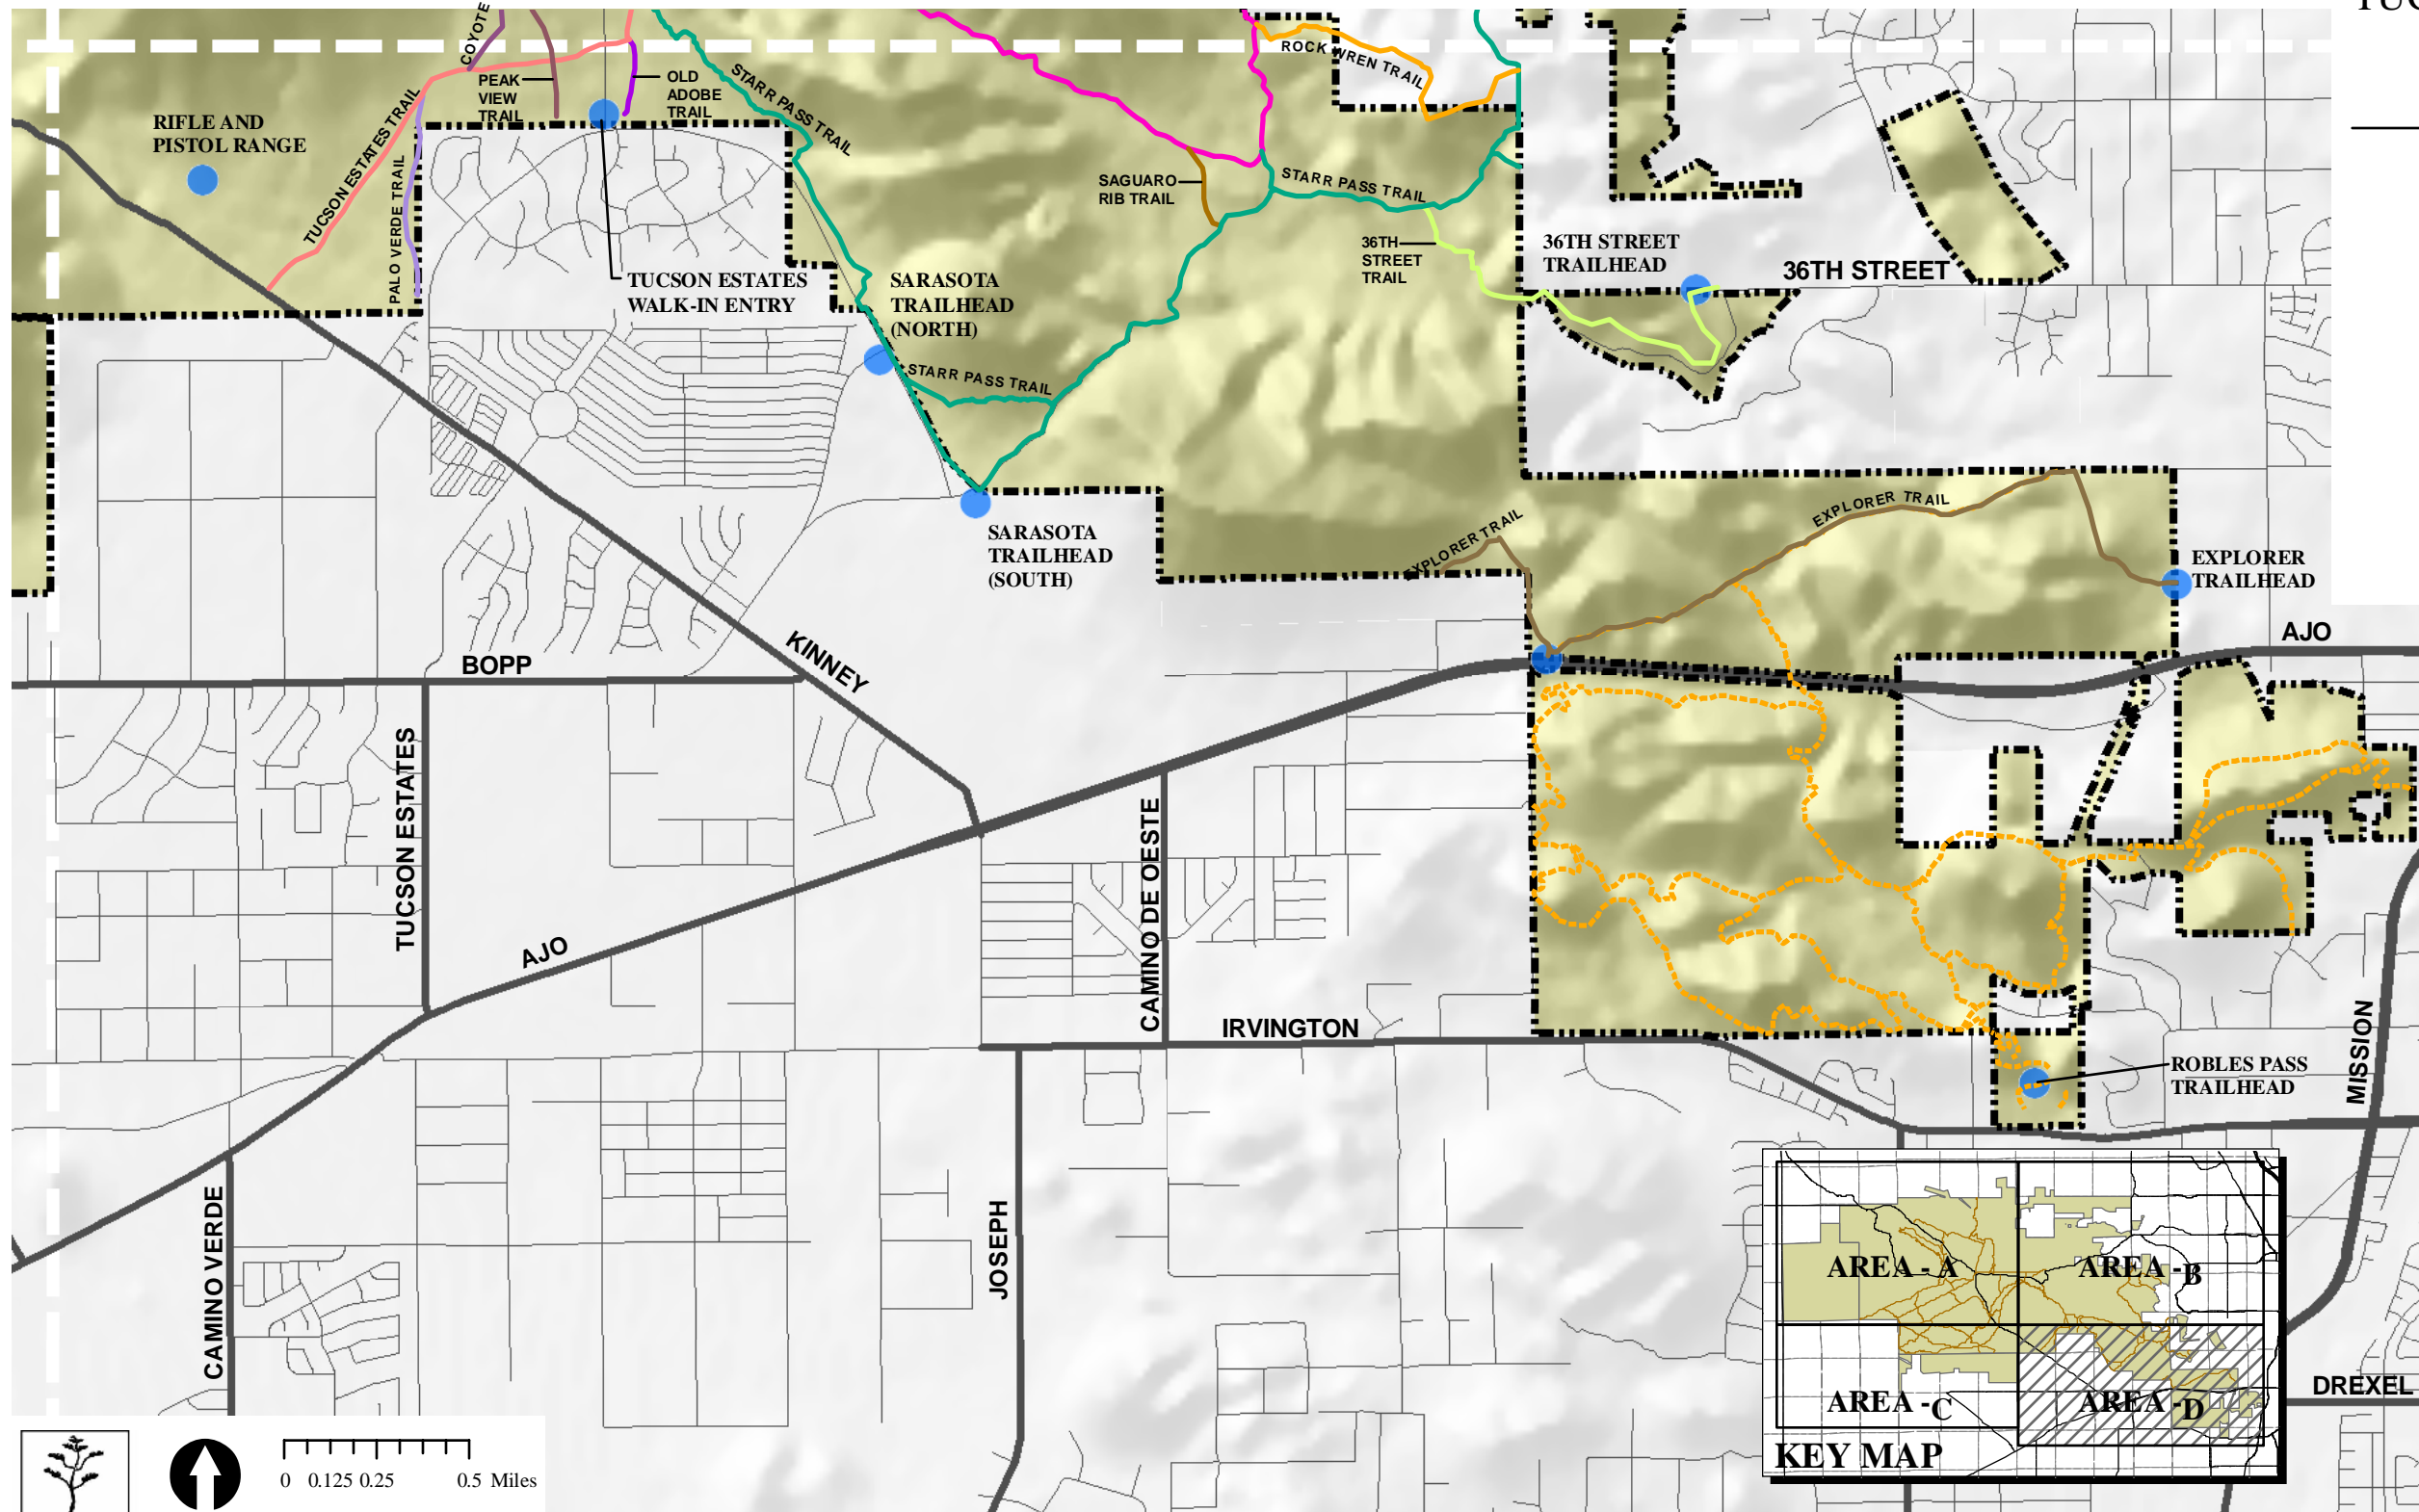 TUC
COYOTE
PEAK
VIEW
TRAIL
OLD
ADOBE
TRAIL
STARR PASS TRAIL
ROCK WREN TRAIL
RIFLE AND
PISTOL RANGE
TUCSON ESTATES TRAIL
PALO VERDE TRAIL
SAGUARO
RIB TRAIL
STARR PASS TRAIL
36TH
STREET
TRAIL
36TH STREET
TRAILHEAD
36TH STREET
TUCSON ESTATES
WALK-IN ENTRY
SARASOTA
TRAILHEAD
(NORTH)
STARR PASS TRAIL
SARASOTA
TRAILHEAD
(SOUTH)
EXPLORER TRAIL
EXPLORER TRAIL
EXPLORER
TRAILHEAD
AJO
BOPP
KINNEY
TUCSON ESTATES
CAMINO DE OESTE
AJO
IRVINGTON
MISSION
ROBLES PASS
TRAILHEAD
CAMINO VERDE
JOSEPH
DREXEL
AREA - A
AREA -B
AREA -C
AREA -D
KEY MAP
0 0.125 0.25 0.5 Miles